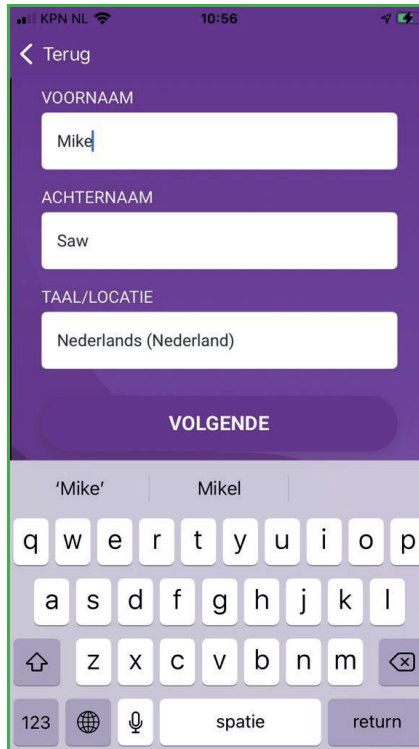 KPN NL 10:56
Terug
VOORNAAM
Mike
ACHTERNAAM
Saw
TAAL/LOCATIE
Nederlands (Nederland)
VOLGENDE
'Mike' Mikel
q w e r t y u i o p
a s d f g h j k l
z x c v b n m
123 spatie return